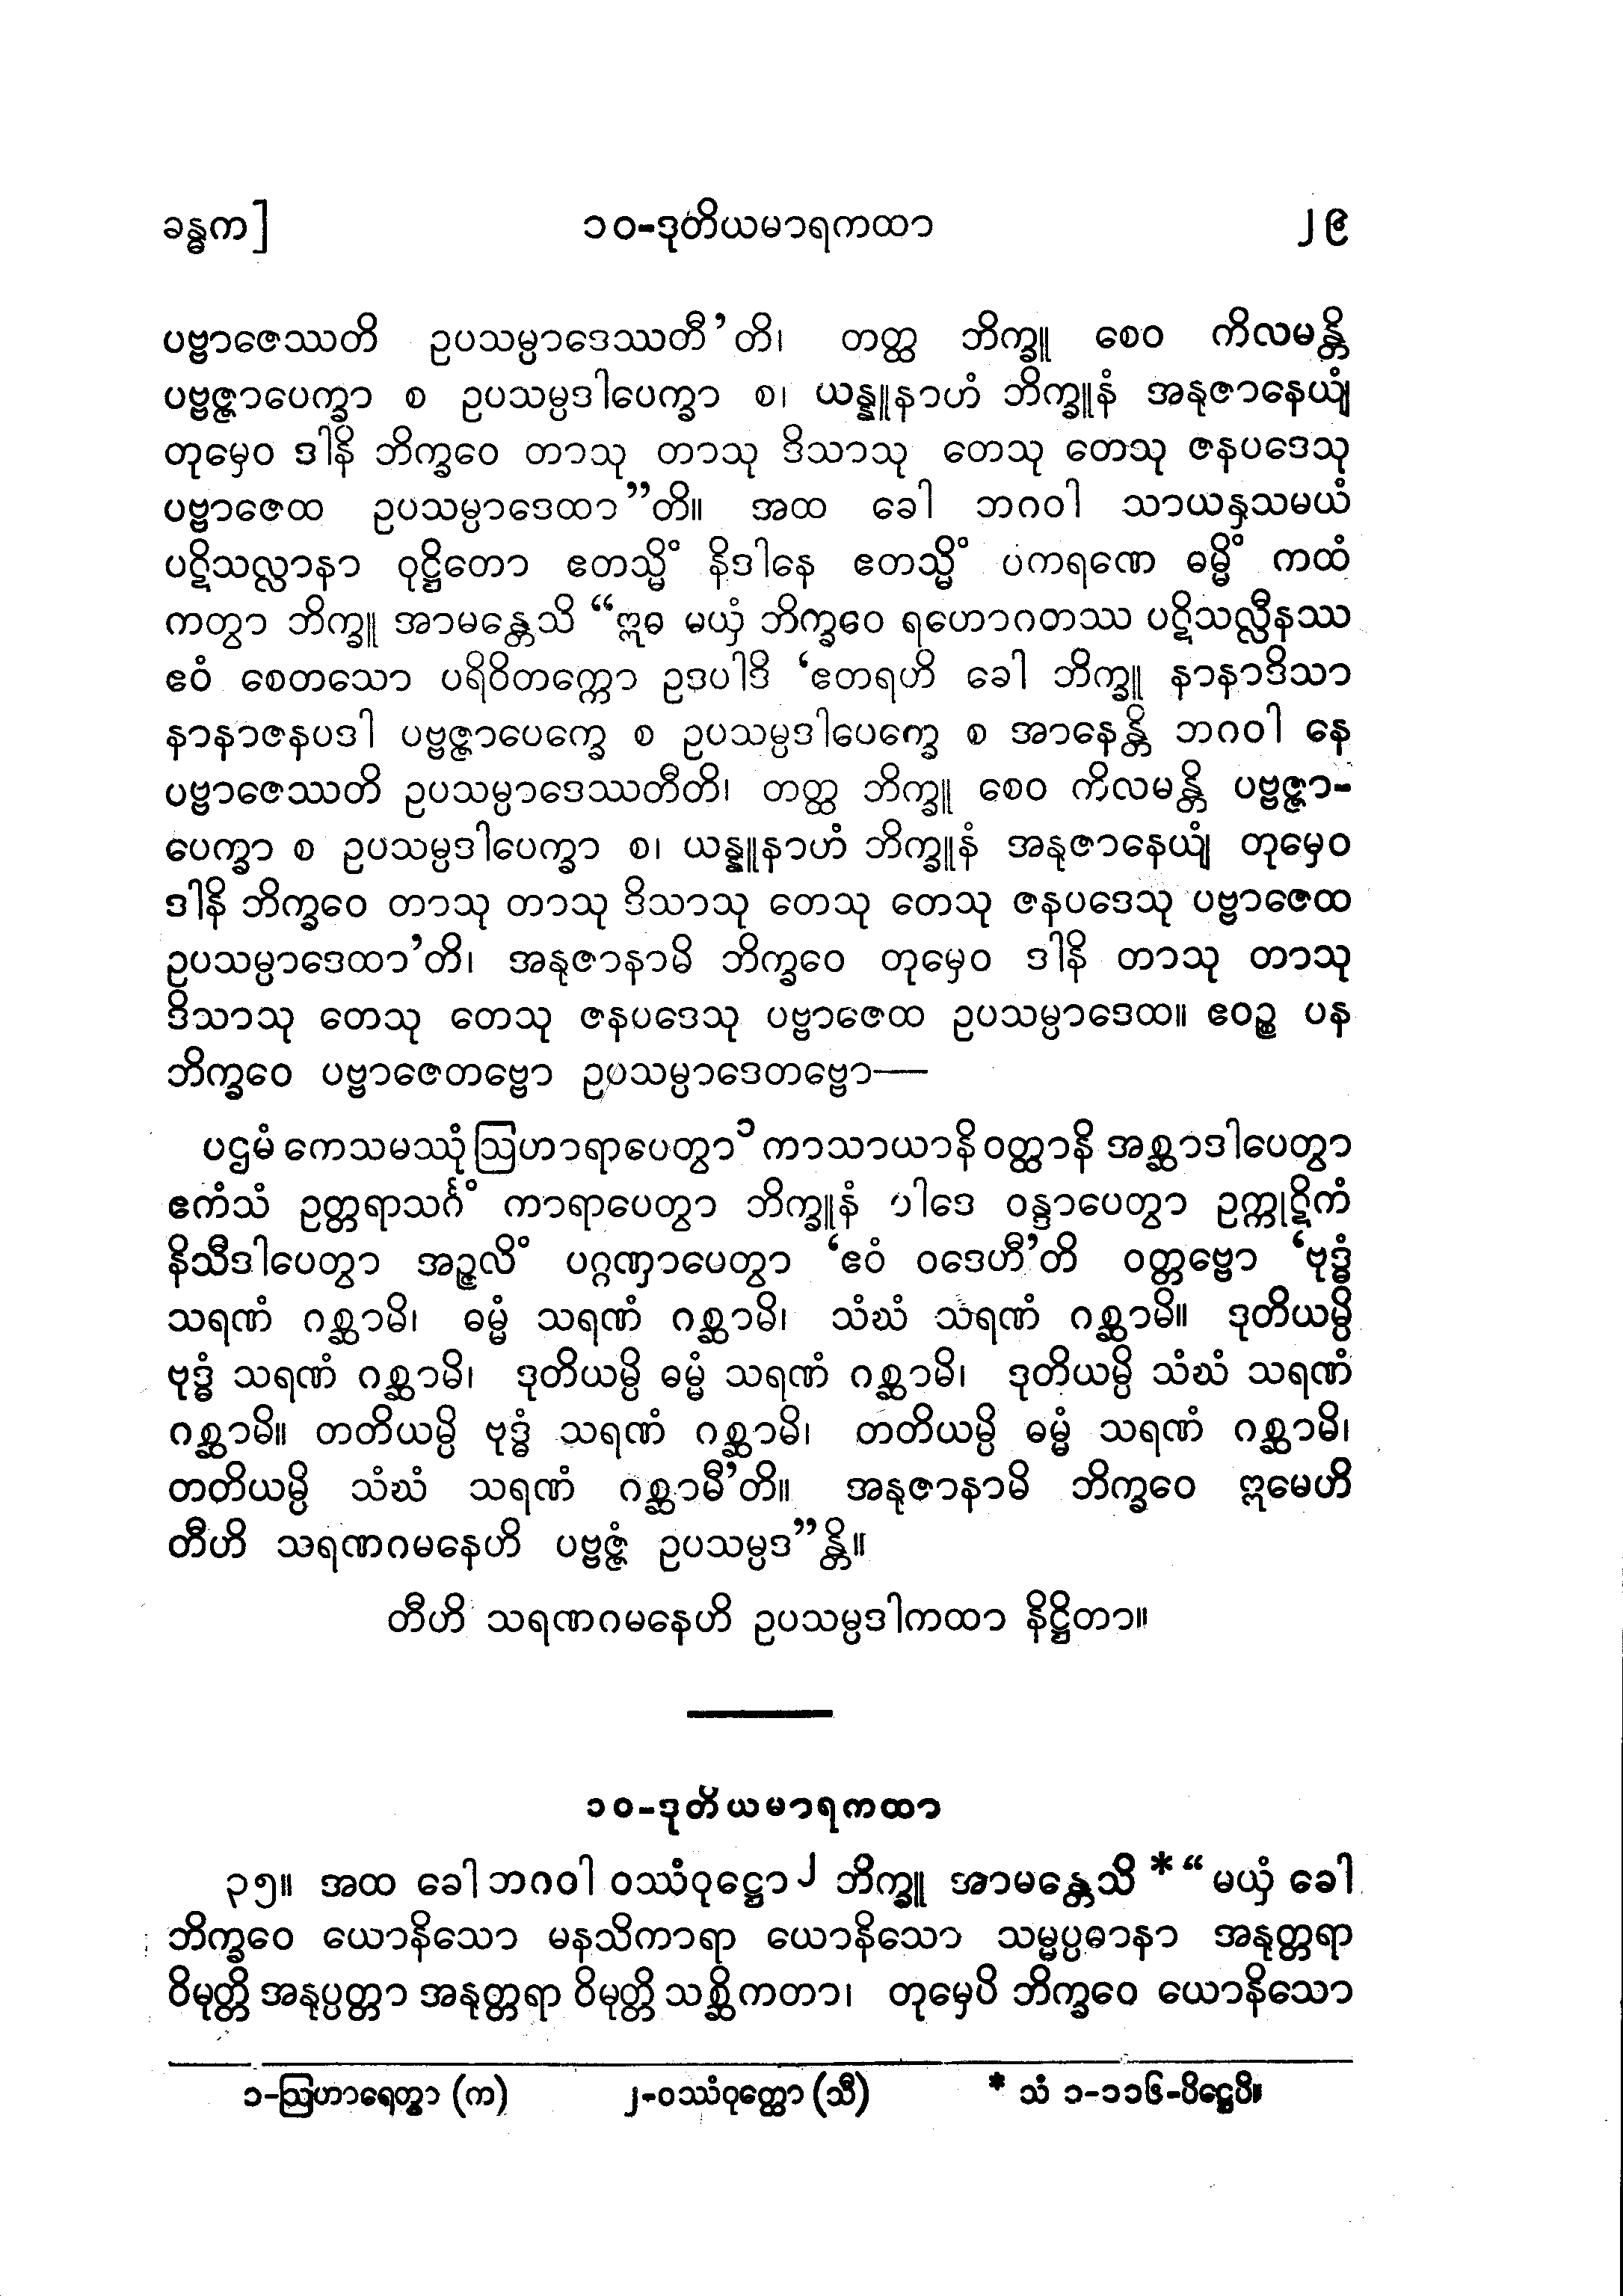 ခန္ဓက] ၁၀-ဒုတိယမာရကထာ ၂၉
ပဗ္ဗာဇေဿတိ ဥပသမ္ပာဒေဿတီ’တိ၊ တတ္ထ ဘိက္ခူ စေဝ ကိလမန္တိ
ပဗ္ဗဇ္ဇာပေက္ခာ စ ဥပသမ္ပဒါပေက္ခာ စ၊ ယန္နူနာဟံ ဘိက္ခူနံ အနုဇာနေယျံ
တုမှေဝ ဒါနိ ဘိက္ခဝေ တာသု တာသု ဒိသာသု တေသု တေသု ဇနပဒေသု
ပဗ္ဗာဇေထ ဥပသမ္ပာဒေထာ”တိ။ အထ ခေါ ဘဂဝါ သာယနှသမယံ
ပဋိသလ္လာနာ ဝုဋ္ဌိတော ဧတသ္မိံ နိဒါနေ ဧတသ္မိံ ပကရဏေ ဓမ္မိံ ကထံ
ကတွာ ဘိက္ခူ အာမန္တေသိ “ဣဓ မယှံ ဘိက္ခဝေ ရဟောဂတဿ ပဋိသလ္လီနဿ
ဧဝံ စေတသော ပရိဝိတက္ကော ဥဒပါဒိ ‘ဧတရဟိ ခေါ ဘိက္ခူ နာနာဒိသာ
နာနာဇနပဒါ ပဗ္ဗဇ္ဇာပေက္ခေ စ ဥပသမ္ပဒါပေက္ခေ စ အာနေန္တိ ဘဂဝါ နေ
ပဗ္ဗာဇေဿတိ ဥပသမ္ပာဒေဿတီတိ၊ တတ္ထ ဘိက္ခူ စေဝ ကိလမန္တိ ပဗ္ဗဇ္ဇာ-
ပေက္ခာ စ ဥပသမ္ပဒါပေက္ခာ စ၊ ယန္နူနာဟံ ဘိက္ခူနံ အနုဇာနေယျံ တုမှေဝ
ဒါနိ ဘိက္ခဝေ တာသု တာသု ဒိသာသု တေသု တေသု ဇနပဒေသု ပဗ္ဗာဇေထ
ဥပသမ္ပာဒေထာ’တိ၊ အနုဇာနာမိ ဘိက္ခဝေ တုမှေဝ ဒါနိ တာသု တာသု
ဒိသာသု တေသု တေသု ဇနပဒေသု ပဗ္ဗာဇေထ ဥပသမ္ပာဒေထ။ ဧဝဉ္စ ပန
ဘိက္ခဝေ ပဗ္ဗာဇေတဗ္ဗော ဥပသမ္ပာဒေတဗ္ဗော—
ပဌမံ ကေသမဿုံ ဩဟာရာပေတွာ၁ ကာသာယာနိ ဝတ္ထာနိ အစ္ဆာဒါပေတွာ
ဧကံသံ ဥတ္တရာသင်္ဂံ ကာရာပေတွာ ဘိက္ခူနံ ပါဒေ ဝန္ဒာပေတွာ ဥက္ကုဋိကံ
နိသီဒါပေတွာ အဉ္ဇလိံ ပဂ္ဂဏှာပေတွာ ‘ဧဝံ ဝဒေဟီ’တိ ဝတ္တဗ္ဗော ‘ဗုဒ္ဓံ
သရဏံ ဂစ္ဆာမိ၊ ဓမ္မံ သရဏံ ဂစ္ဆာမိ၊ သံဃံ သရဏံ ဂစ္ဆာမိ။ ဒုတိယမ္ပိ
ဗုဒ္ဓံ သရဏံ ဂစ္ဆာမိ၊ ဒုတိယမ္ပိ ဓမ္မံ သရဏံ ဂစ္ဆာမိ၊ ဒုတိယမ္ပိ သံဃံ သရဏံ
ဂစ္ဆာမိ။ တတိယမ္ပိ ဗုဒ္ဓံ သရဏံ ဂစ္ဆာမိ၊ တတိယမ္ပိ ဓမ္မံ သရဏံ ဂစ္ဆာမိ၊
တတိယမ္ပိ သံဃံ သရဏံ ဂစ္ဆာမီ’တိ။ အနုဇာနာမိ ဘိက္ခဝေ ဣမေဟိ
တီဟိ သရဏဂမနေဟိ ပဗ္ဗဇ္ဇံ ဥပသမ္ပဒ”န္တိ။
တီဟိ သရဏဂမနေဟိ ဥပသမ္ပဒါကထာ နိဋ္ဌိတာ။
၁၀-ဒုတိယမာရကထာ
၃၅။ အထ ခေါ ဘဂဝါ ဝဿံဝုဋ္ဌော၂ ဘိက္ခူ အာမန္တေသိ * “မယှံ ခေါ
ဘိက္ခဝေ ယောနိသော မနသိကာရာ ယောနိသော သမ္မပ္ပဓာနာ အနုတ္တရာ
ဝိမုတ္တိ အနုပ္ပတ္တာ အနုတ္တရာ ဝိမုတ္တိ သစ္ဆိကတာ၊ တုမှေပိ ဘိက္ခဝေ ယောနိသော
၁-ဩဟာရေတွာ (က) ၂-ဝဿံဝုတ္ထော (သီ) * သံ ၁-၁၁၆-ပိဋ္ဌေပိ။